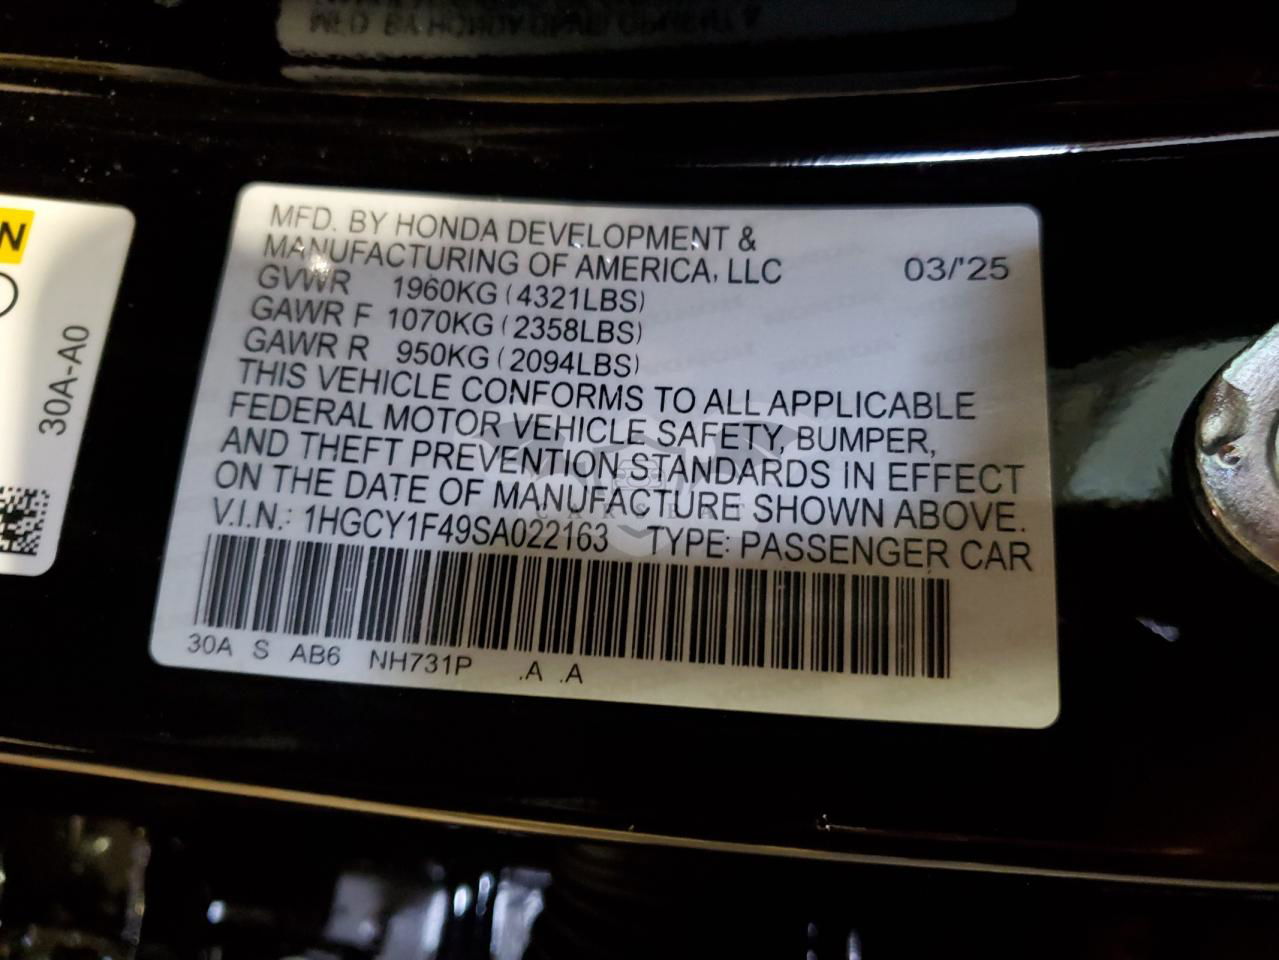 MFD. BY HONDA DEVELOPMENT &
MANUFACTURING OF AMERICA, LLC 03/'25
GVWR 1960KG (4321LBS)
GAWR F 1070KG (2358LBS)
GAWR R 950KG (2094LBS)
THIS VEHICLE CONFORMS TO ALL APPLICABLE
FEDERAL MOTOR VEHICLE SAFETY, BUMPER,
AND THEFT PREVENTION STANDARDS IN EFFECT
ON THE DATE OF MANUFACTURE SHOWN ABOVE.
V.I.N.: 1HGCY1F49SA022163 TYPE: PASSENGER CAR
30A S AB6 NH731P .A .A
30A-A0